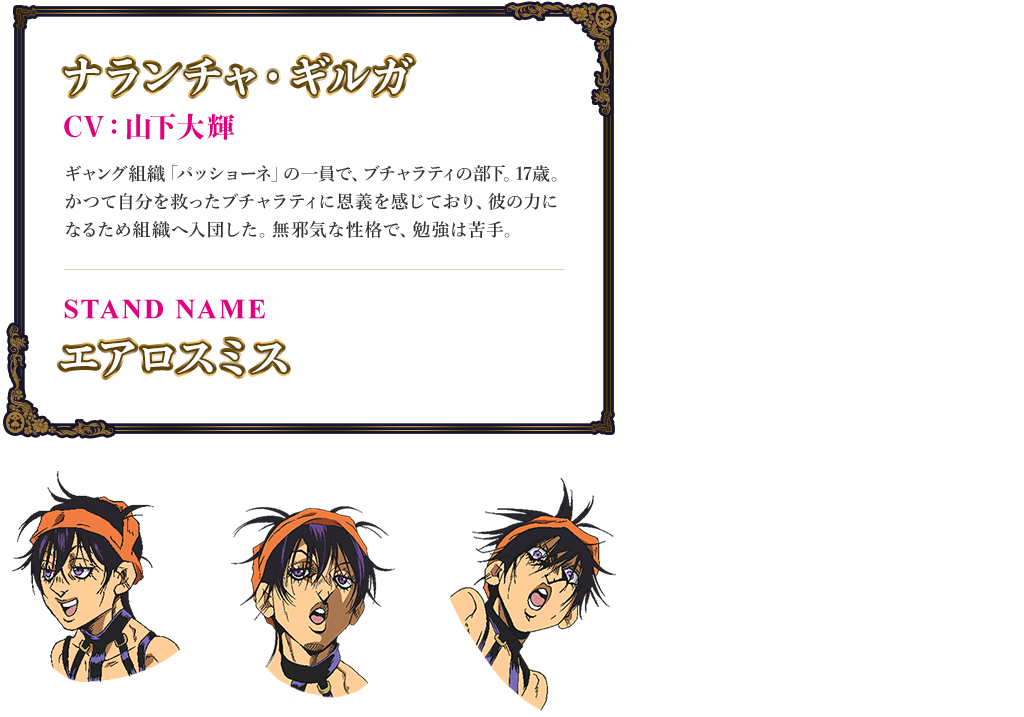 ナランチャ・ギルガ
CV：山下大輝
ギャング組織「パッショーネ」の一員で、ブチャラティの部下。17歳。
かつて自分を救ったブチャラティに恩義を感じており、彼の力に
なるため組織へ入団した。無邪気な性格で、勉強は苦手。
STAND NAME
エアロスミス